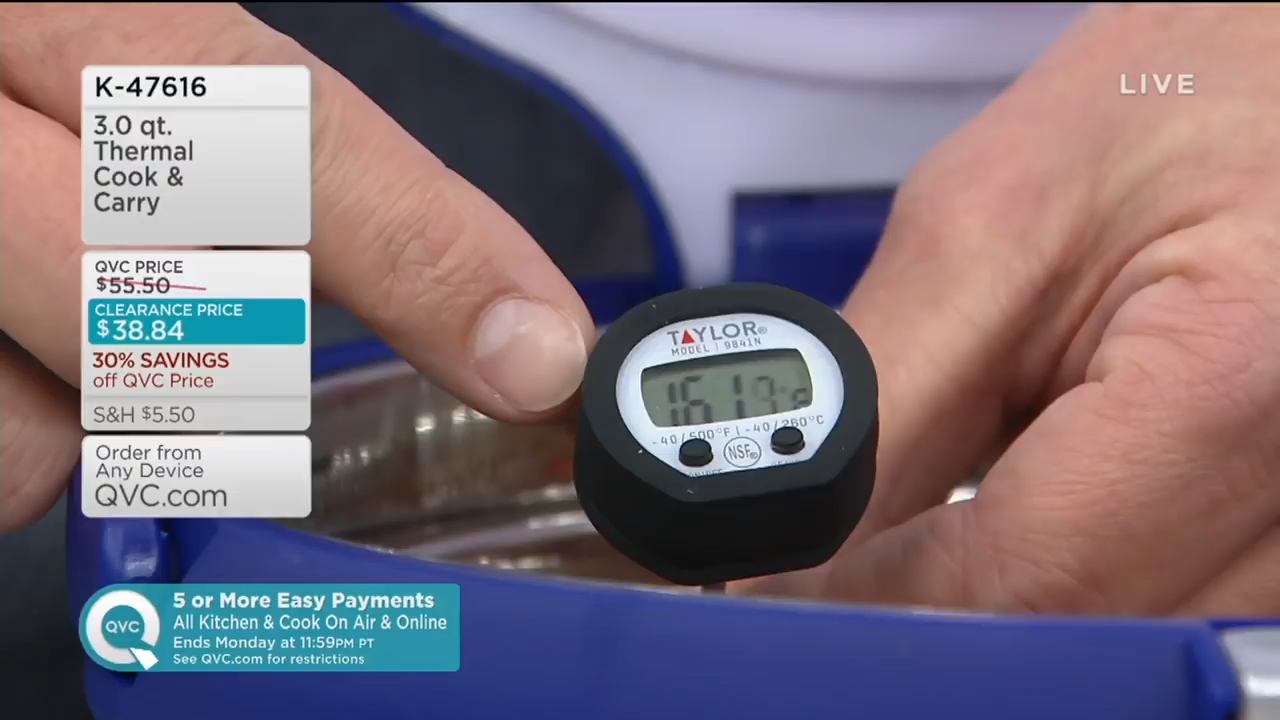 K-47616
3.0 qt.
Thermal
Cook &
Carry
QVC PRICE
$55.50
CLEARANCE PRICE
$38.84
30% SAVINGS
off QVC Price
S&H $5.50
Order from
Any Device
QVC.com
LIVE
TAYLOR®
MODEL 9841N
-40/500°F | -40/260°C
NSF®
QVC
5 or More Easy Payments
All Kitchen & Cook On Air & Online
Ends Monday at 11:59PM PT
See QVC.com for restrictions